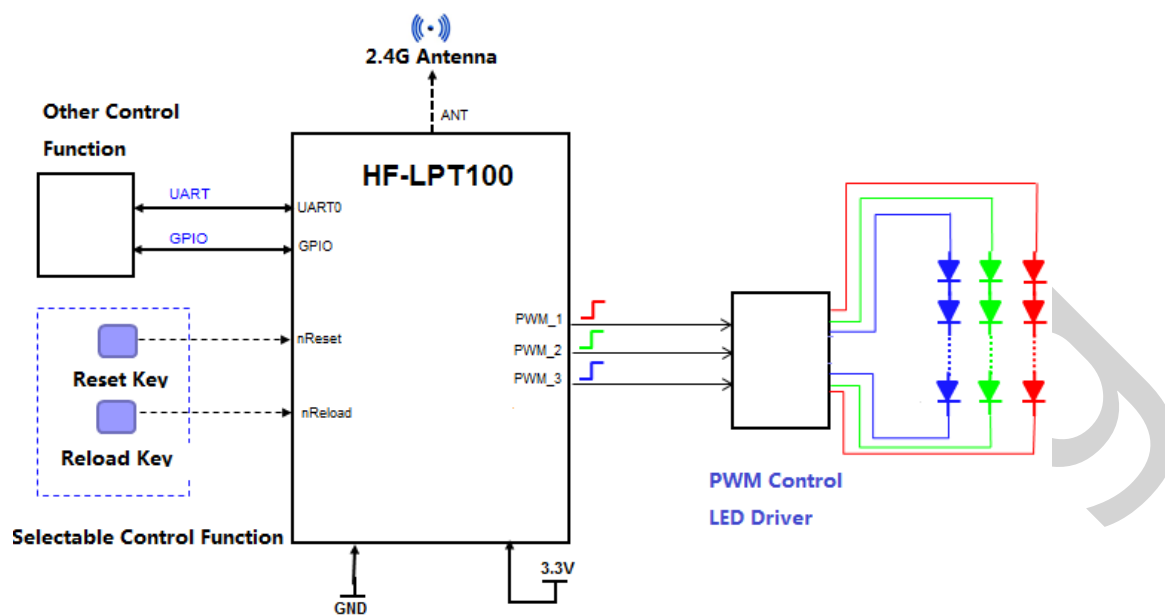 2.4G Antenna
ANT
Other Control
Function
HF-LPT100
UART
UART0
GPIO
GPIO
nReset
Reset Key
nReload
Reload Key
Selectable Control Function
PWM_1
PWM_2
PWM_3
PWM Control
LED Driver
3.3V
GND